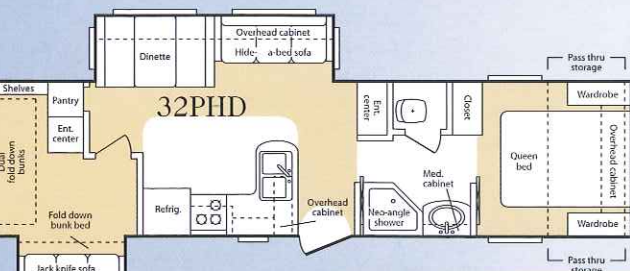 Overhead cabinet
Dinette
Hide- a-bed sofa
Pass thru
storage
Shelves
Pantry
32PHD
Ent.
center
Closet
Wardrobe
Ent.
center
Dual
fold down
bunks
Queen
bed
Overhead cabinet
Med.
cabinet
Fold down
bunk bed
Refrig.
Overhead
cabinet
Neo-angle
shower
Wardrobe
Jack knife sofa
Pass thru
storage